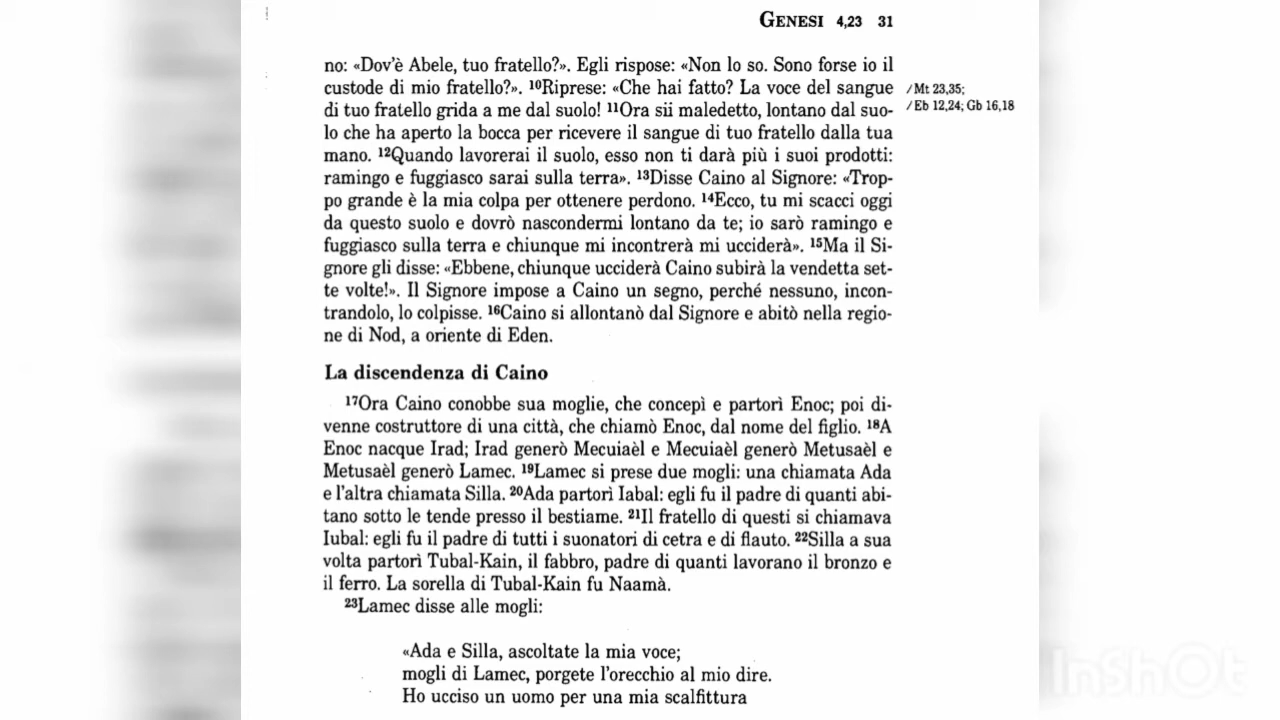 GENESI 4,23 31
no: «Dov'è Abele, tuo fratello?». Egli rispose: «Non lo so. Sono forse io il
custode di mio fratello?». ¹⁰Riprese: «Che hai fatto? La voce del sangue
di tuo fratello grida a me dal suolo! ¹¹Ora sii maledetto, lontano dal suo-
lo che ha aperto la bocca per ricevere il sangue di tuo fratello dalla tua
mano. ¹²Quando lavorerai il suolo, esso non ti darà più i suoi prodotti:
ramingo e fuggiasco sarai sulla terra». ¹³Disse Caino al Signore: «Trop-
po grande è la mia colpa per ottenere perdono. ¹⁴Ecco, tu mi scacci oggi
da questo suolo e dovrò nascondermi lontano da te; io sarò ramingo e
fuggiasco sulla terra e chiunque mi incontrerà mi ucciderà». ¹⁵Ma il Si-
gnore gli disse: «Ebbene, chiunque ucciderà Caino subirà la vendetta set-
te volte!». Il Signore impose a Caino un segno, perché nessuno, incon-
trandolo, lo colpisse. ¹⁶Caino si allontanò dal Signore e abitò nella regio-
ne di Nod, a oriente di Eden.
/Mt 23,35;
/Eb 12,24; Gb 16,18
La discendenza di Caino
¹⁷Ora Caino conobbe sua moglie, che concepì e partorì Enoc; poi di-
venne costruttore di una città, che chiamò Enoc, dal nome del figlio. ¹⁸A
Enoc nacque Irad; Irad generò Mecuiaèl e Mecuiaèl generò Metusaèl e
Metusaèl generò Lamec. ¹⁹Lamec si prese due mogli: una chiamata Ada
e l'altra chiamata Silla. ²⁰Ada partorì Iabal: egli fu il padre di quanti abi-
tano sotto le tende presso il bestiame. ²¹Il fratello di questi si chiamava
Iubal: egli fu il padre di tutti i suonatori di cetra e di flauto. ²²Silla a sua
volta partorì Tubal-Kain, il fabbro, padre di quanti lavorano il bronzo e
il ferro. La sorella di Tubal-Kain fu Naamà.
²³Lamec disse alle mogli:
«Ada e Silla, ascoltate la mia voce;
mogli di Lamec, porgete l'orecchio al mio dire.
Ho ucciso un uomo per una mia scalfittura
InShOt